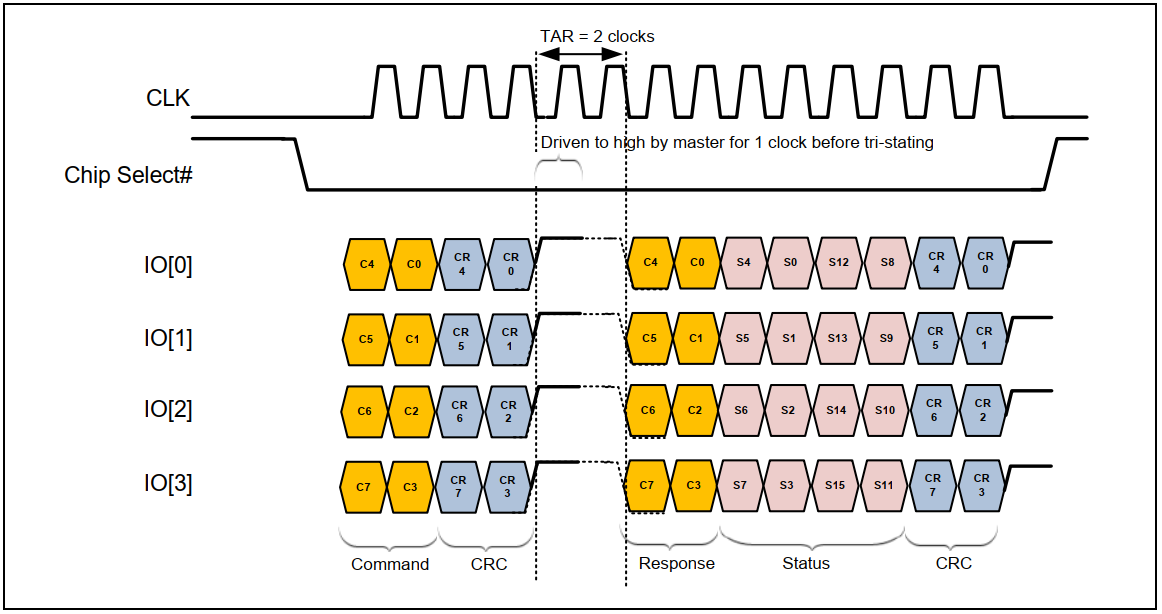 TAR = 2 clocks
CLK
Driven to high by master for 1 clock before tri-stating
Chip Select#
IO[0] C4 C0 CR 4 CR 0 C4 C0 S4 S0 S12 S8 CR 4 CR 0
IO[1] C5 C1 CR 5 CR 1 C5 C1 S5 S1 S13 S9 CR 5 CR 1
IO[2] C6 C2 CR 6 CR 2 C6 C2 S6 S2 S14 S10 CR 6 CR 2
IO[3] C7 C3 CR 7 CR 3 C7 C3 S7 S3 S15 S11 CR 7 CR 3
Command CRC Response Status CRC